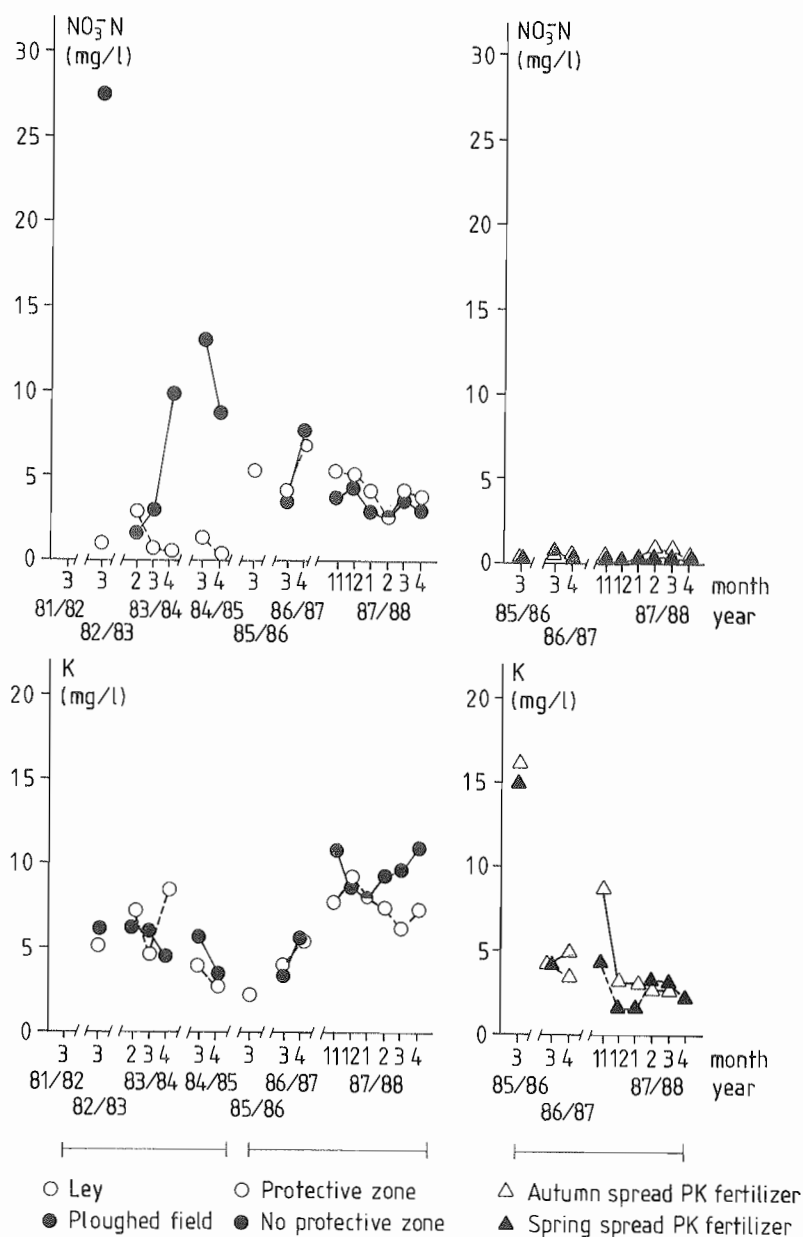 NO₃⁻N
(mg/l)
30
25
20
15
10
5
0
3 3 2 3 4 3 4 3 3 4 11 12 1 2 3 4
81/82 83/84 84/85 86/87 87/88
82/83 85/86
NO₃⁻N
(mg/l)
30
25
20
15
10
5
0
3 3 4 11 12 1 2 3 4 month
85/86 87/88 year
86/87
K
(mg/l)
20
15
10
5
0
3 3 2 3 4 3 4 3 3 4 11 12 1 2 3 4
81/82 83/84 84/85 86/87 87/88
82/83 85/86
K
(mg/l)
20
15
10
5
0
3 3 4 11 12 1 2 3 4 month
85/86 87/88 year
86/87
Ley
Ploughed field
Protective zone
No protective zone
Autumn spread PK fertilizer
Spring spread PK fertilizer